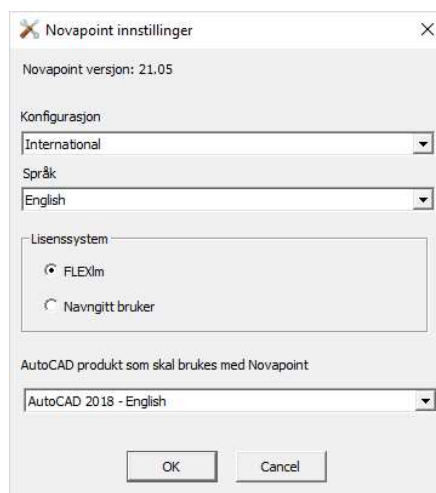 Novapoint innstillinger
Novapoint versjon: 21.05
Konfigurasjon
International
Språk
English
Lisenssystem
FLEXlm
Navngitt bruker
AutoCAD produkt som skal brukes med Novapoint
AutoCAD 2018 - English
OK Cancel